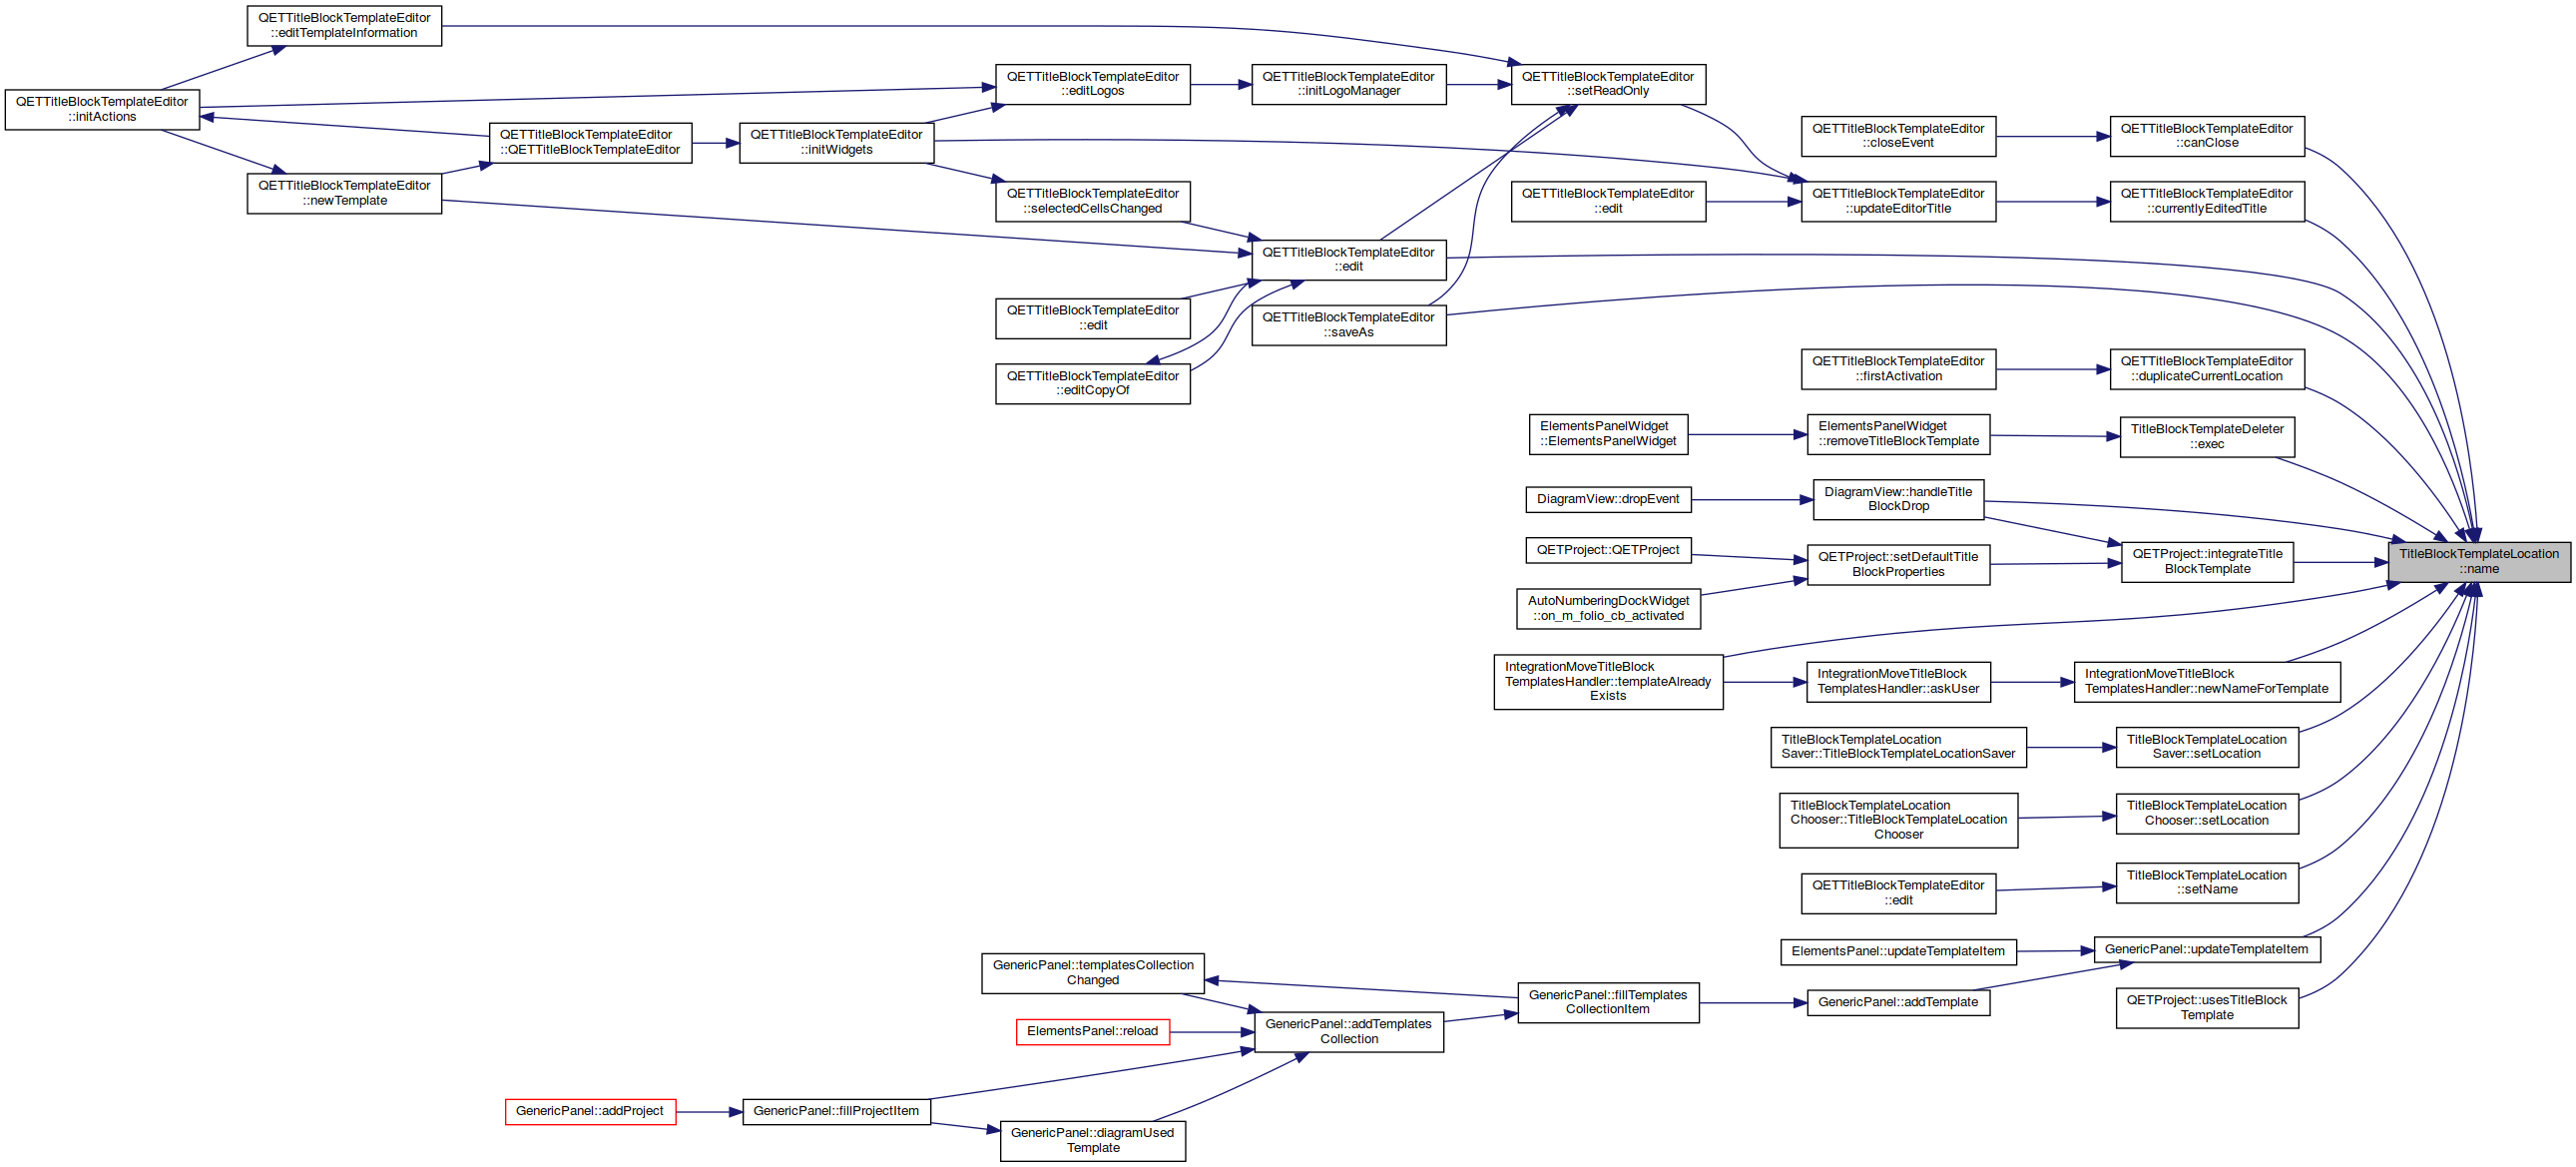 QETTitleBlockTemplateEditor
::editTemplateInformation
QETTitleBlockTemplateEditor
::initActions
QETTitleBlockTemplateEditor
::newTemplate
QETTitleBlockTemplateEditor
::QETTitleBlockTemplateEditor
QETTitleBlockTemplateEditor
::initWidgets
QETTitleBlockTemplateEditor
::editLogos
QETTitleBlockTemplateEditor
::initLogoManager
QETTitleBlockTemplateEditor
::setReadOnly
QETTitleBlockTemplateEditor
::selectedCellsChanged
QETTitleBlockTemplateEditor
::edit
QETTitleBlockTemplateEditor
::edit
QETTitleBlockTemplateEditor
::editCopyOf
QETTitleBlockTemplateEditor
::saveAs
QETTitleBlockTemplateEditor
::edit
QETTitleBlockTemplateEditor
::closeEvent
QETTitleBlockTemplateEditor
::canClose
QETTitleBlockTemplateEditor
::updateEditorTitle
QETTitleBlockTemplateEditor
::currentlyEditedTitle
QETTitleBlockTemplateEditor
::firstActivation
QETTitleBlockTemplateEditor
::duplicateCurrentLocation
ElementsPanelWidget
::ElementsPanelWidget
ElementsPanelWidget
::removeTitleBlockTemplate
TitleBlockTemplateDeleter
::exec
DiagramView::dropEvent
DiagramView::handleTitle
BlockDrop
QETProject::QETProject
QETProject::setDefaultTitle
BlockProperties
QETProject::integrateTitle
BlockTemplate
TitleBlockTemplateLocation
::name
AutoNumberingDockWidget
::on_m_folio_cb_activated
IntegrationMoveTitleBlock
TemplatesHandler::templateAlready
Exists
IntegrationMoveTitleBlock
TemplatesHandler::askUser
IntegrationMoveTitleBlock
TemplatesHandler::newNameForTemplate
TitleBlockTemplateLocation
Saver::TitleBlockTemplateLocationSaver
TitleBlockTemplateLocation
Saver::setLocation
TitleBlockTemplateLocation
Chooser::TitleBlockTemplateLocation
Chooser
TitleBlockTemplateLocation
Chooser::setLocation
QETTitleBlockTemplateEditor
::edit
TitleBlockTemplateLocation
::setName
ElementsPanel::updateTemplateItem
GenericPanel::updateTemplateItem
GenericPanel::templatesCollection
Changed
GenericPanel::fillTemplates
CollectionItem
GenericPanel::addTemplate
QETProject::usesTitleBlock
Template
ElementsPanel::reload
GenericPanel::addTemplates
Collection
GenericPanel::addProject
GenericPanel::fillProjectItem
GenericPanel::diagramUsed
Template